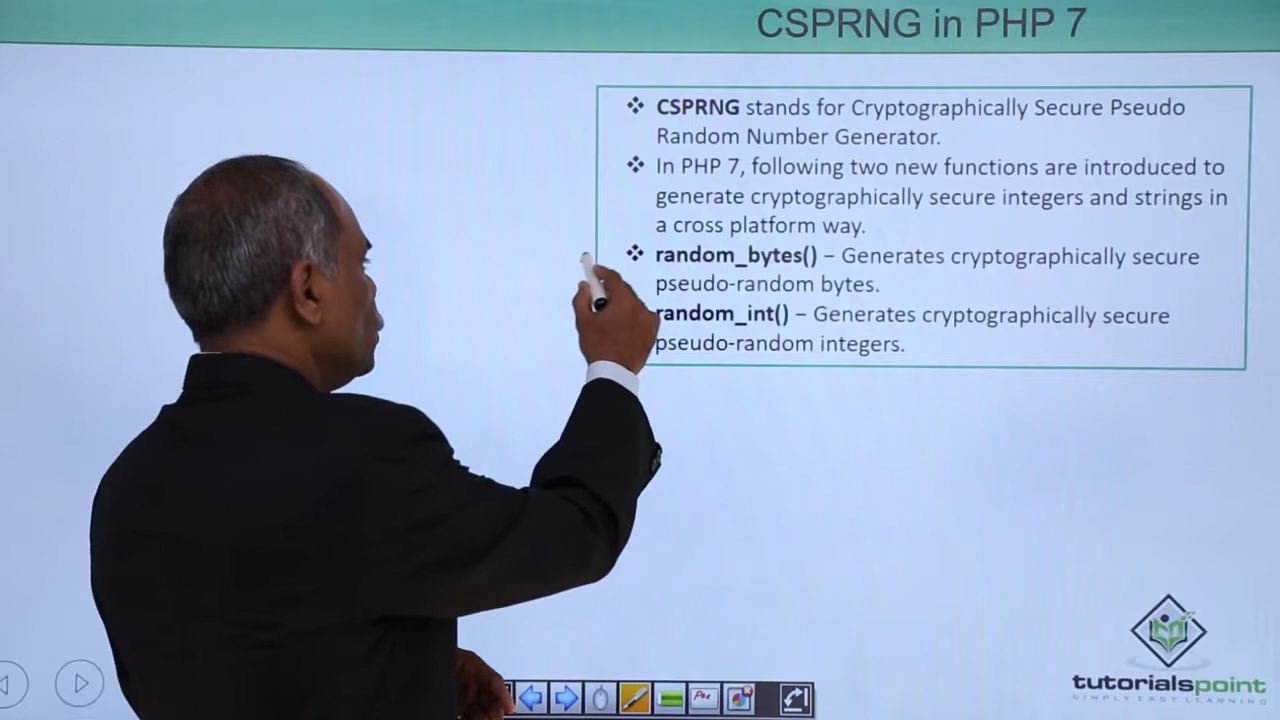 CSPRNG in PHP 7
❖ CSPRNG stands for Cryptographically Secure Pseudo
Random Number Generator.
❖ In PHP 7, following two new functions are introduced to
generate cryptographically secure integers and strings in
a cross platform way.
❖ random_bytes() – Generates cryptographically secure
pseudo-random bytes.
random_int() – Generates cryptographically secure
pseudo-random integers.
tutorialspoint
SIMPLY EASY LEARNING